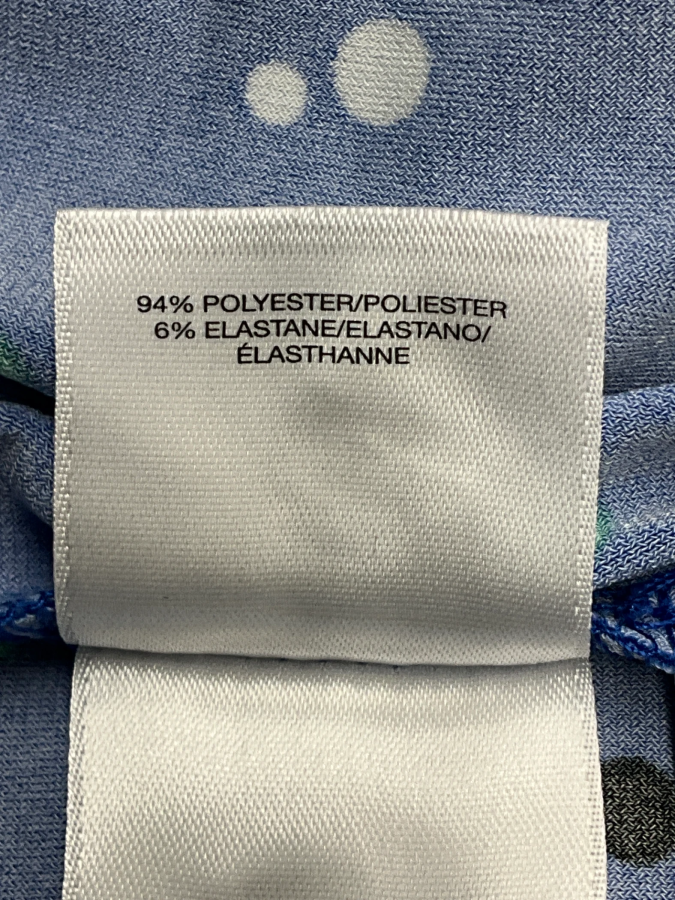 94% POLYESTER/POLIESTER
6% ELASTANE/ELASTANO/
ÉLASTHANNE